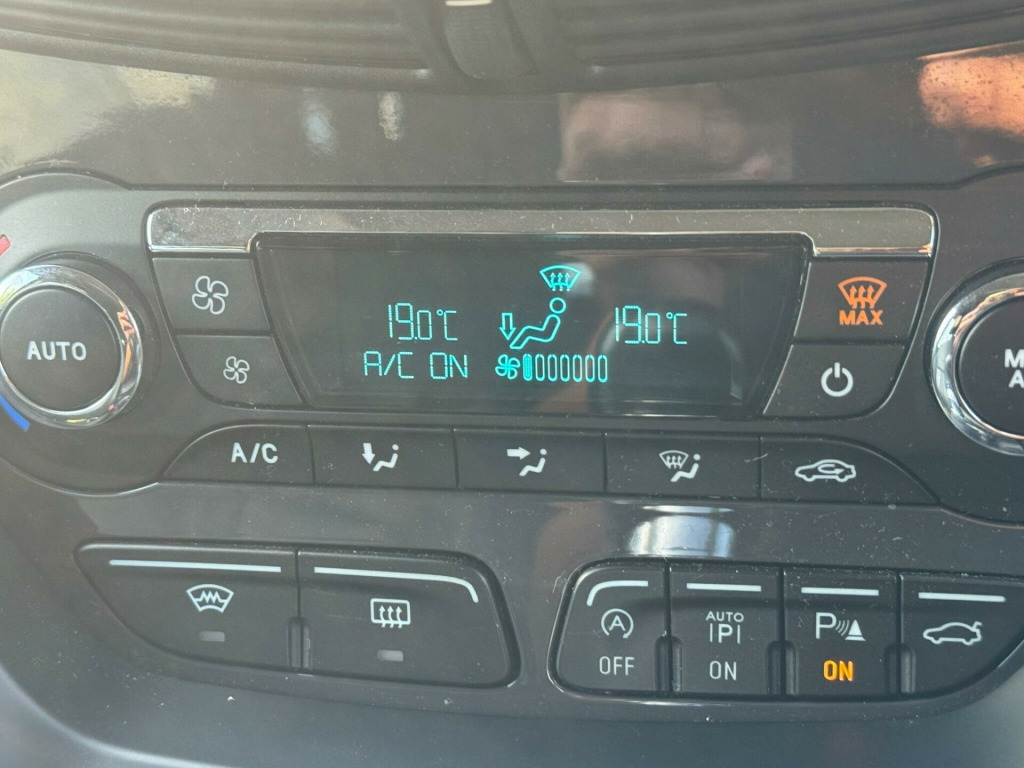 19.0°C 19.0°C
A/C ON
MAX
AUTO
A/C
AUTO
OFF
P
ON
P
ON
A